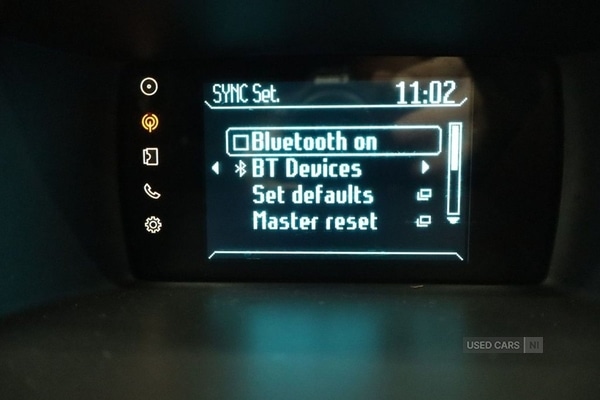 SYNC Set. 11:02
Bluetooth on
BT Devices
Set defaults
Master reset
USED CARS NI